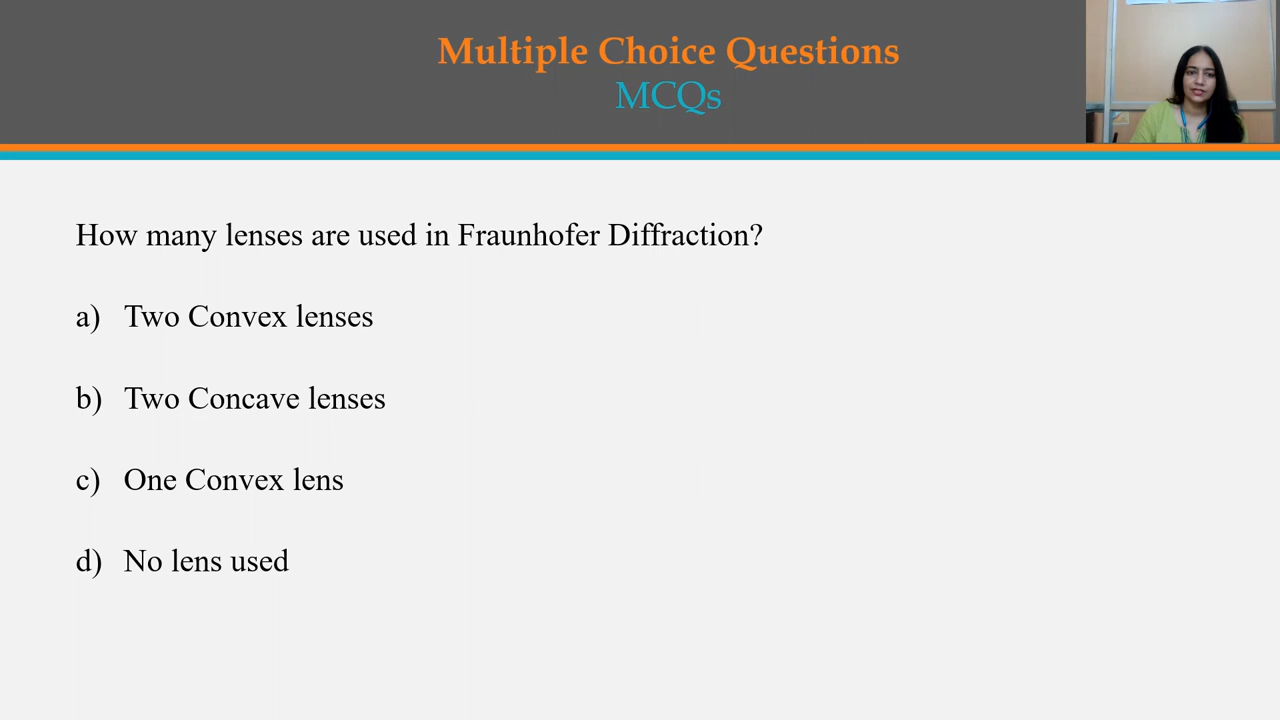 Multiple Choice Questions
MCQs
How many lenses are used in Fraunhofer Diffraction?
a) Two Convex lenses
b) Two Concave lenses
c) One Convex lens
d) No lens used